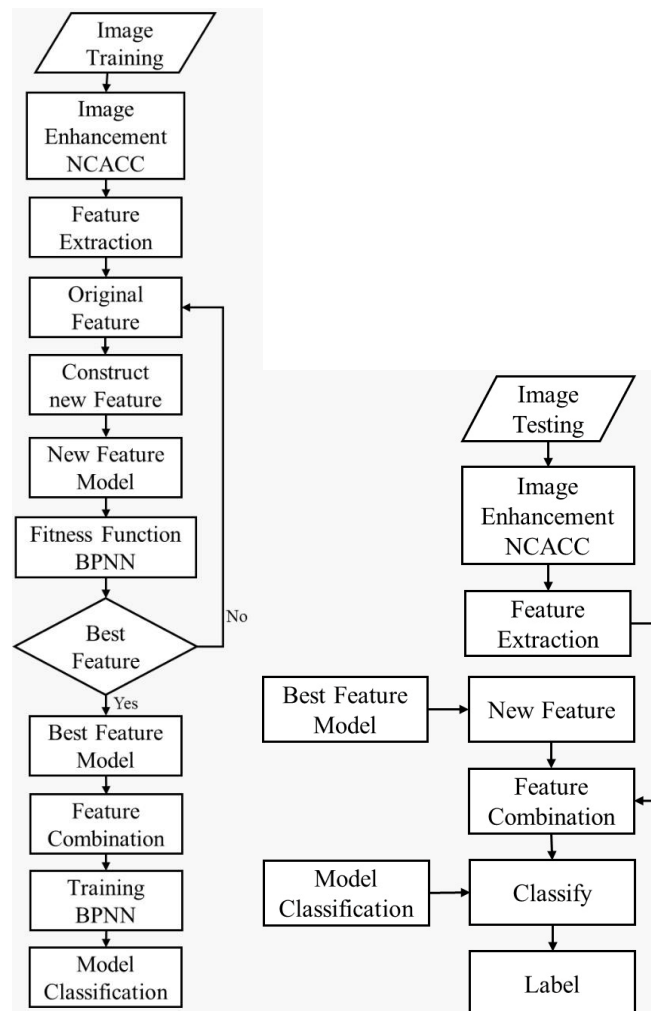 Image
Training
Image
Enhancement
NCACC
Feature
Extraction
Original
Feature
Construct
new Feature
New Feature
Model
Fitness Function
BPNN
Best
Feature
No
Yes
Best Feature
Model
Feature
Combination
Training
BPNN
Model
Classification
Image
Testing
Image
Enhancement
NCACC
Feature
Extraction
Best Feature
Model
New Feature
Feature
Combination
Model
Classification
Classify
Label